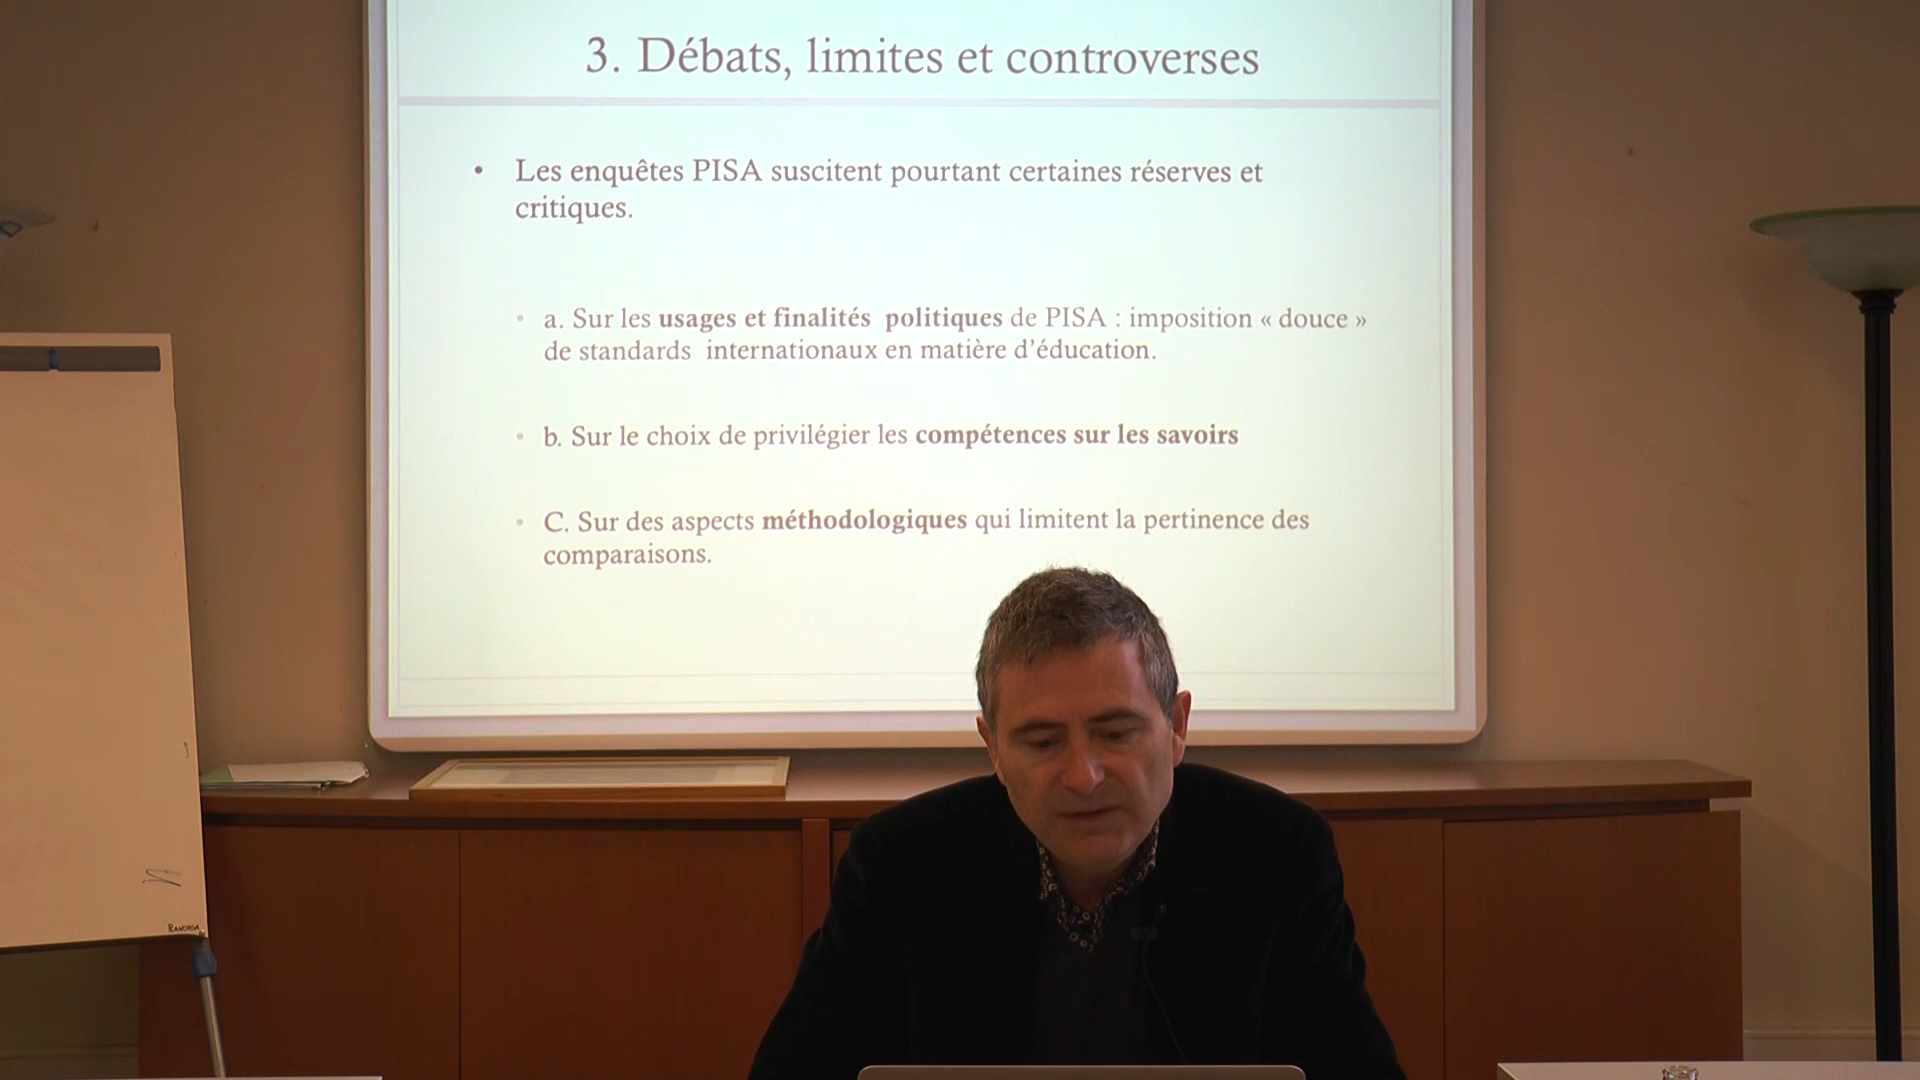 3. Débats, limites et controverses
• Les enquêtes PISA suscitent pourtant certaines réserves et
critiques.
• a. Sur les usages et finalités politiques de PISA : imposition « douce »
de standards internationaux en matière d'éducation.
• b. Sur le choix de privilégier les compétences sur les savoirs
• C. Sur des aspects méthodologiques qui limitent la pertinence des
comparaisons.